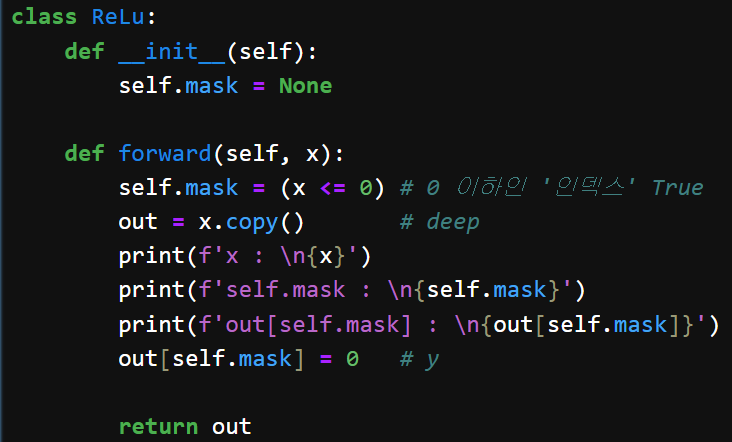 class ReLu:
    def __init__(self):
        self.mask = None
    def forward(self, x):
        self.mask = (x <= 0) # 0 이하인 '인덱스' True
        out = x.copy()       # deep
        print(f'x : \n{x}')
        print(f'self.mask : \n{self.mask}')
        print(f'out[self.mask] : \n{out[self.mask]}')
        out[self.mask] = 0   # y
        return out